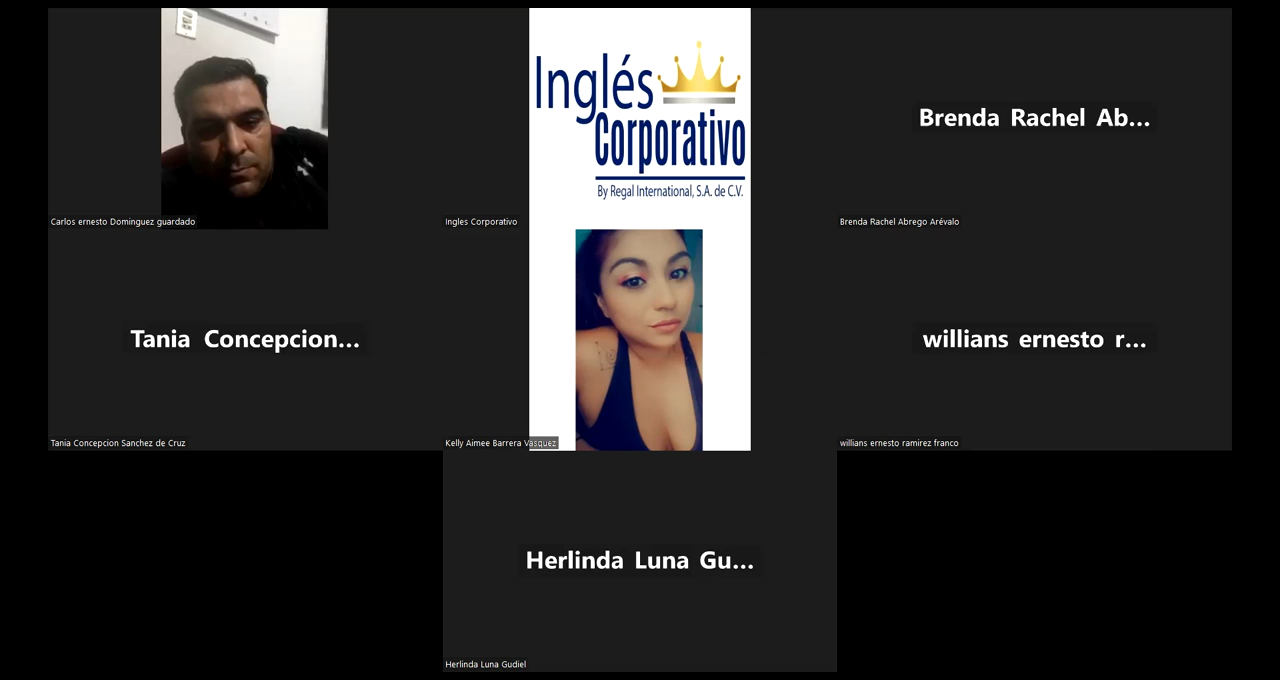 Inglés
Corporativo
By Regal International, S.A. de C.V.
Brenda Rachel Ab...
Carlos ernesto Dominguez guardado
Ingles Corporativo
Brenda Rachel Abrego Arévalo
Tania Concepcion...
willians ernesto r...
Tania Concepcion Sanchez de Cruz
Kelly Aimee Barrera Vasquez
willians ernesto ramirez franco
Herlinda Luna Gu...
Herlinda Luna Gudiel